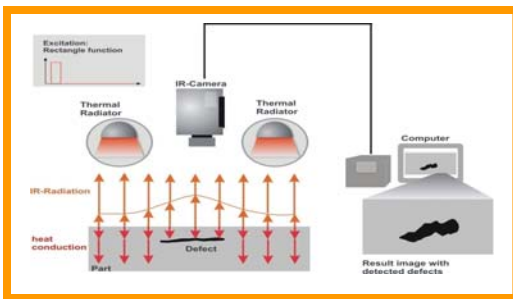 Excitation:
Rectangle function
IR-Camera
Thermal
Radiator
Thermal
Radiator
Computer
IR-Radiation
heat
conduction
Defect
Part
Result image with
detected defects